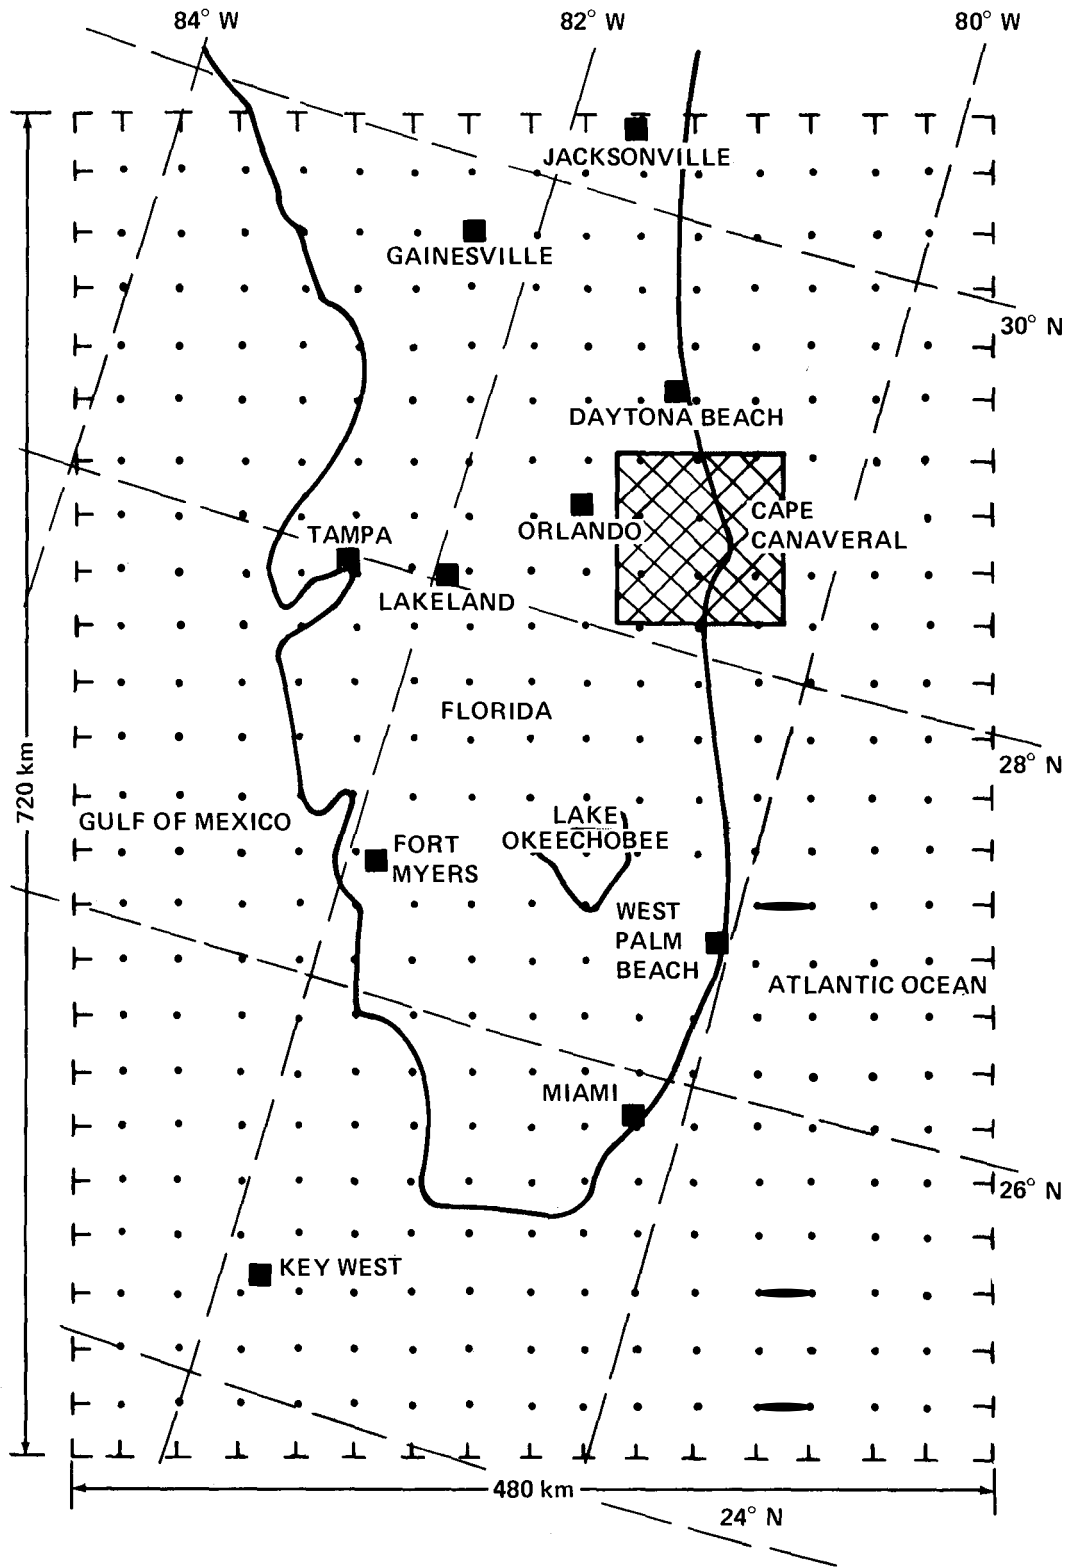 84° W
82° W
80° W
JACKSONVILLE
GAINESVILLE
30° N
DAYTONA BEACH
CAPE
CANAVERAL
ORLANDO
TAMPA
LAKELAND
FLORIDA
28° N
720 km
GULF OF MEXICO
LAKE
OKEECHOBEE
FORT
MYERS
WEST
PALM
BEACH
ATLANTIC OCEAN
MIAMI
26° N
KEY WEST
480 km
24° N